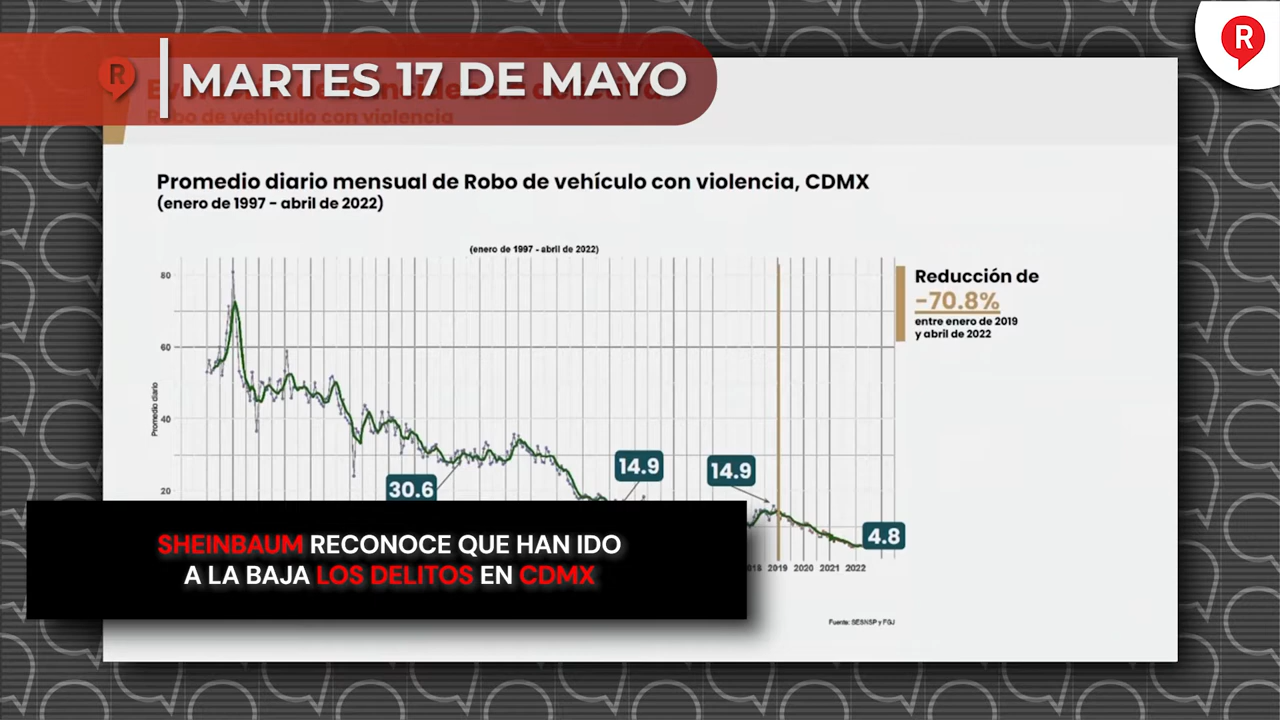 R
MARTES 17 DE MAYO
R
Robo de vehículo con violencia
Promedio diario mensual de Robo de vehículo con violencia, CDMX
(enero de 1997 - abril de 2022)
(enero de 1997 - abril de 2022)
80
60
40
20
Promedio diario
30.6
14.9
14.9
4.8
Reducción de
-70.8%
entre enero de 2019
y abril de 2022
SHEINBAUM RECONOCE QUE HAN IDO
A LA BAJA LOS DELITOS EN CDMX
2019 2020 2021 2022
Fuente: SESNSP y FGJ